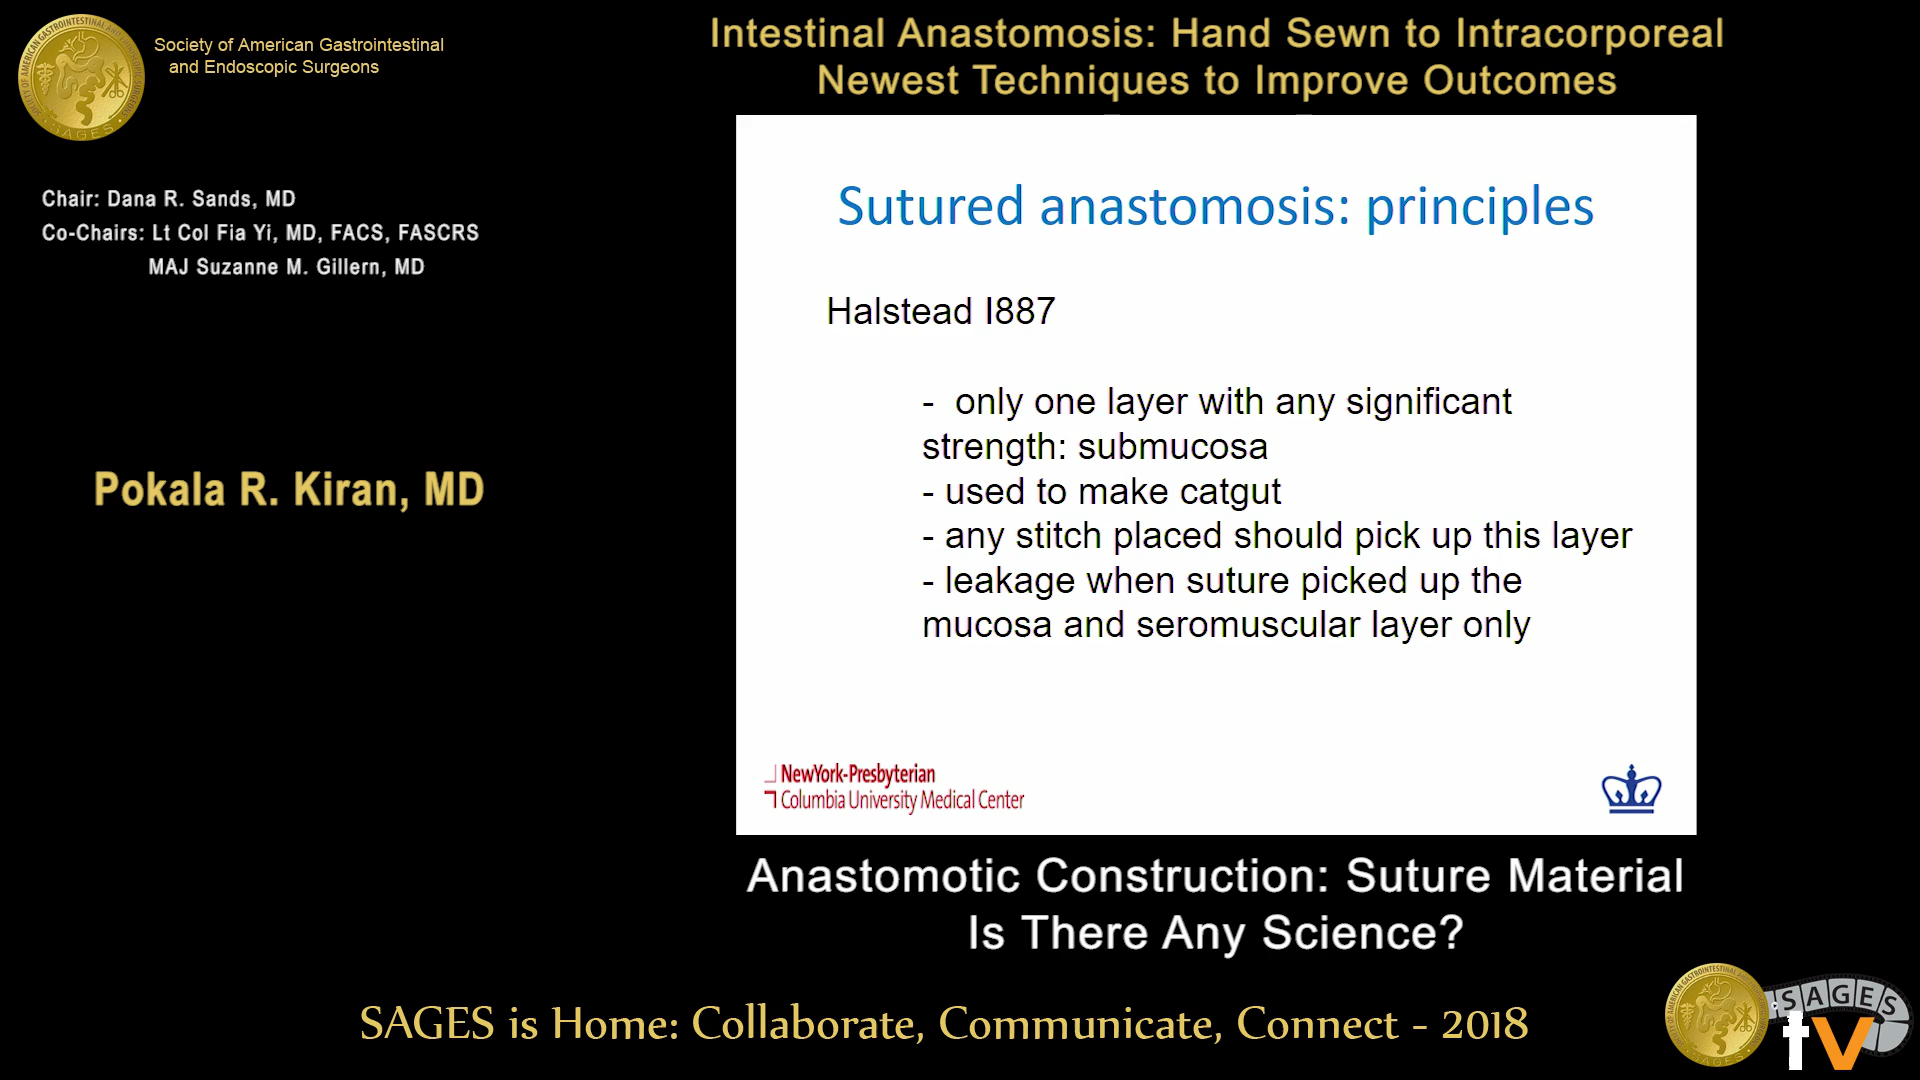 Society of American Gastrointestinal
and Endoscopic Surgeons
Intestinal Anastomosis: Hand Sewn to Intracorporeal
Newest Techniques to Improve Outcomes
Chair: Dana R. Sands, MD
Co-Chairs: Lt Col Fia Yi, MD, FACS, FASCRS
MAJ Suzanne M. Gillern, MD
Pokala R. Kiran, MD
Sutured anastomosis: principles
Halstead I887
- only one layer with any significant
strength: submucosa
- used to make catgut
- any stitch placed should pick up this layer
- leakage when suture picked up the
mucosa and seromuscular layer only
NewYork-Presbyterian
Columbia University Medical Center
Anastomotic Construction: Suture Material
Is There Any Science?
SAGES is Home: Collaborate, Communicate, Connect - 2018
SAGES
tv